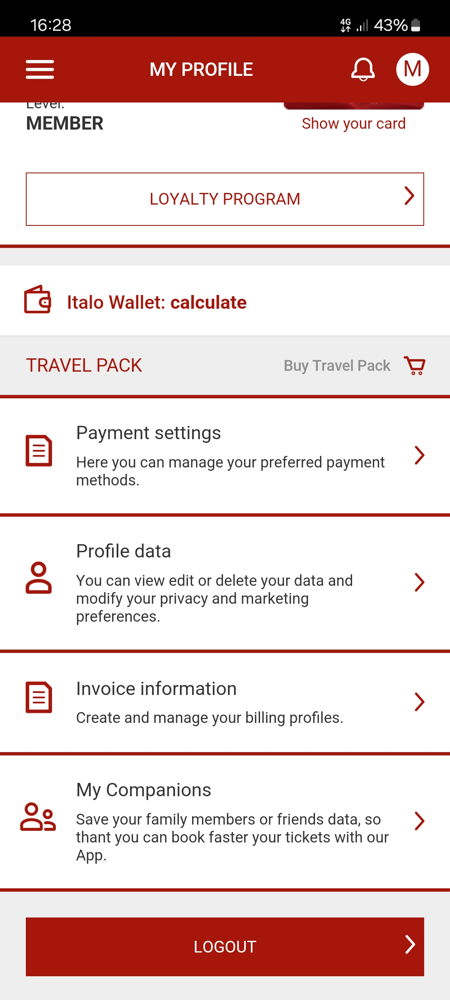 16:28
4G 43%
MY PROFILE
M
Level:
MEMBER
Show your card
LOYALTY PROGRAM
Italo Wallet: calculate
TRAVEL PACK
Buy Travel Pack
Payment settings
Here you can manage your preferred payment
methods.
Profile data
You can view edit or delete your data and
modify your privacy and marketing
preferences.
Invoice information
Create and manage your billing profiles.
My Companions
Save your family members or friends data, so
thant you can book faster your tickets with our
App.
LOGOUT